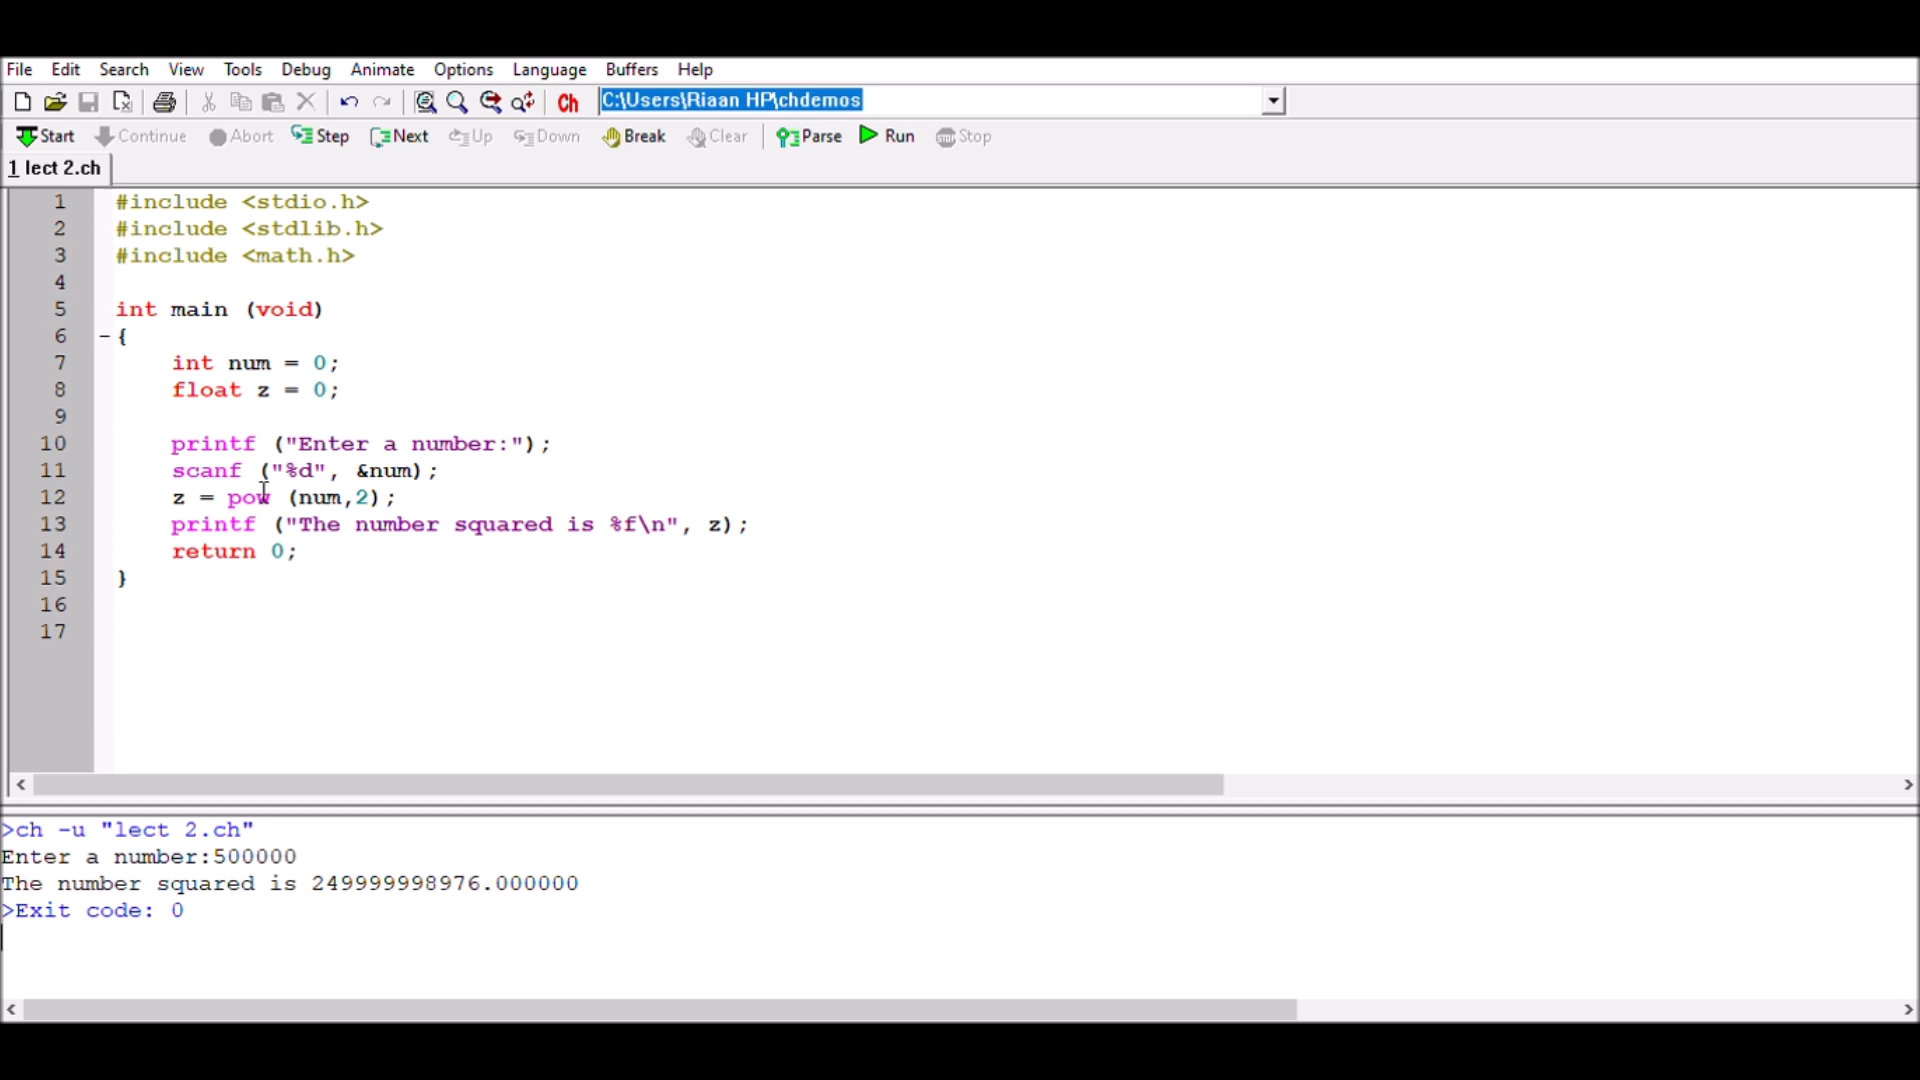 File Edit Search View Tools Debug Animate Options Language Buffers Help
Ch C:\Users\Riaan HP\chdemos
Start Continue Abort Step Next Up Down Break Clear Parse Run Stop
1 lect 2.ch
1 #include <stdio.h>
2 #include <stdlib.h>
3 #include <math.h>
4
5 int main (void)
6 {
7 int num = 0;
8 float z = 0;
9
10 printf ("Enter a number:");
11 scanf ("%d", &num);
12 z = pow (num,2);
13 printf ("The number squared is %f\n", z);
14 return 0;
15 }
16
17
>ch -u "lect 2.ch"
Enter a number:500000
The number squared is 249999998976.000000
>Exit code: 0